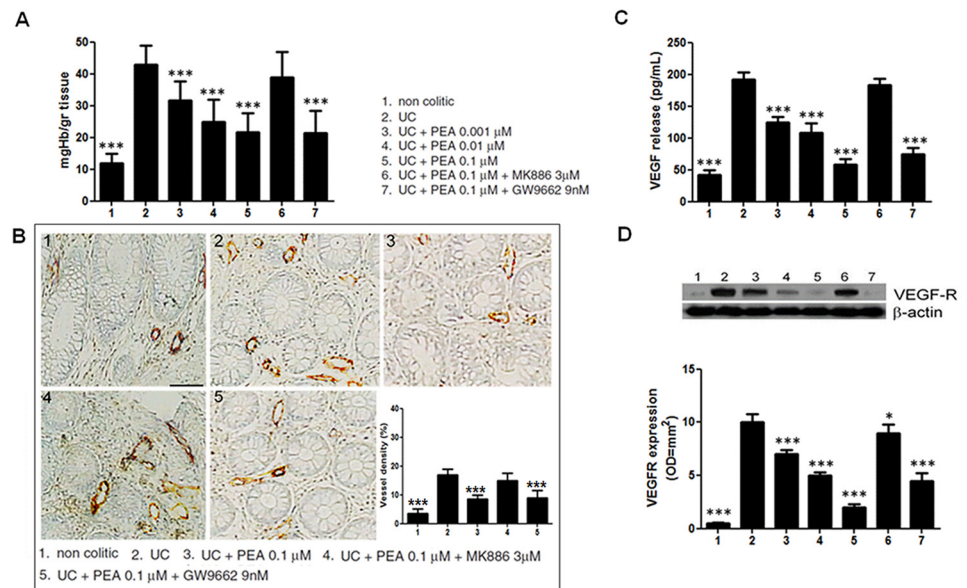 A
mgHb/gr tissue
50
40
30
20
10
0
***
***
***
***
***
1 2 3 4 5 6 7
1. non colitic
2. UC
3. UC + PEA 0.001 μM
4. UC + PEA 0.01 μM
5. UC + PEA 0.1 μM
6. UC + PEA 0.1 μM + MK886 3μM
7. UC + PEA 0.1 μM + GW9662 9nM
B
1
2
3
4
5
Vessel density (%)
40
30
20
10
0
***
***
***
1 2 3 4 5
1. non colitic 2. UC 3. UC + PEA 0.1 μM 4. UC + PEA 0.1 μM + MK886 3μM
5. UC + PEA 0.1 μM + GW9662 9nM
C
VEGF release (pg/mL)
250
200
150
100
50
0
***
***
***
***
***
1 2 3 4 5 6 7
D
1 2 3 4 5 6 7
VEGF-R
β-actin
VEGFR expression
(OD=mm²)
15
10
5
0
***
***
***
***
*
***
1 2 3 4 5 6 7